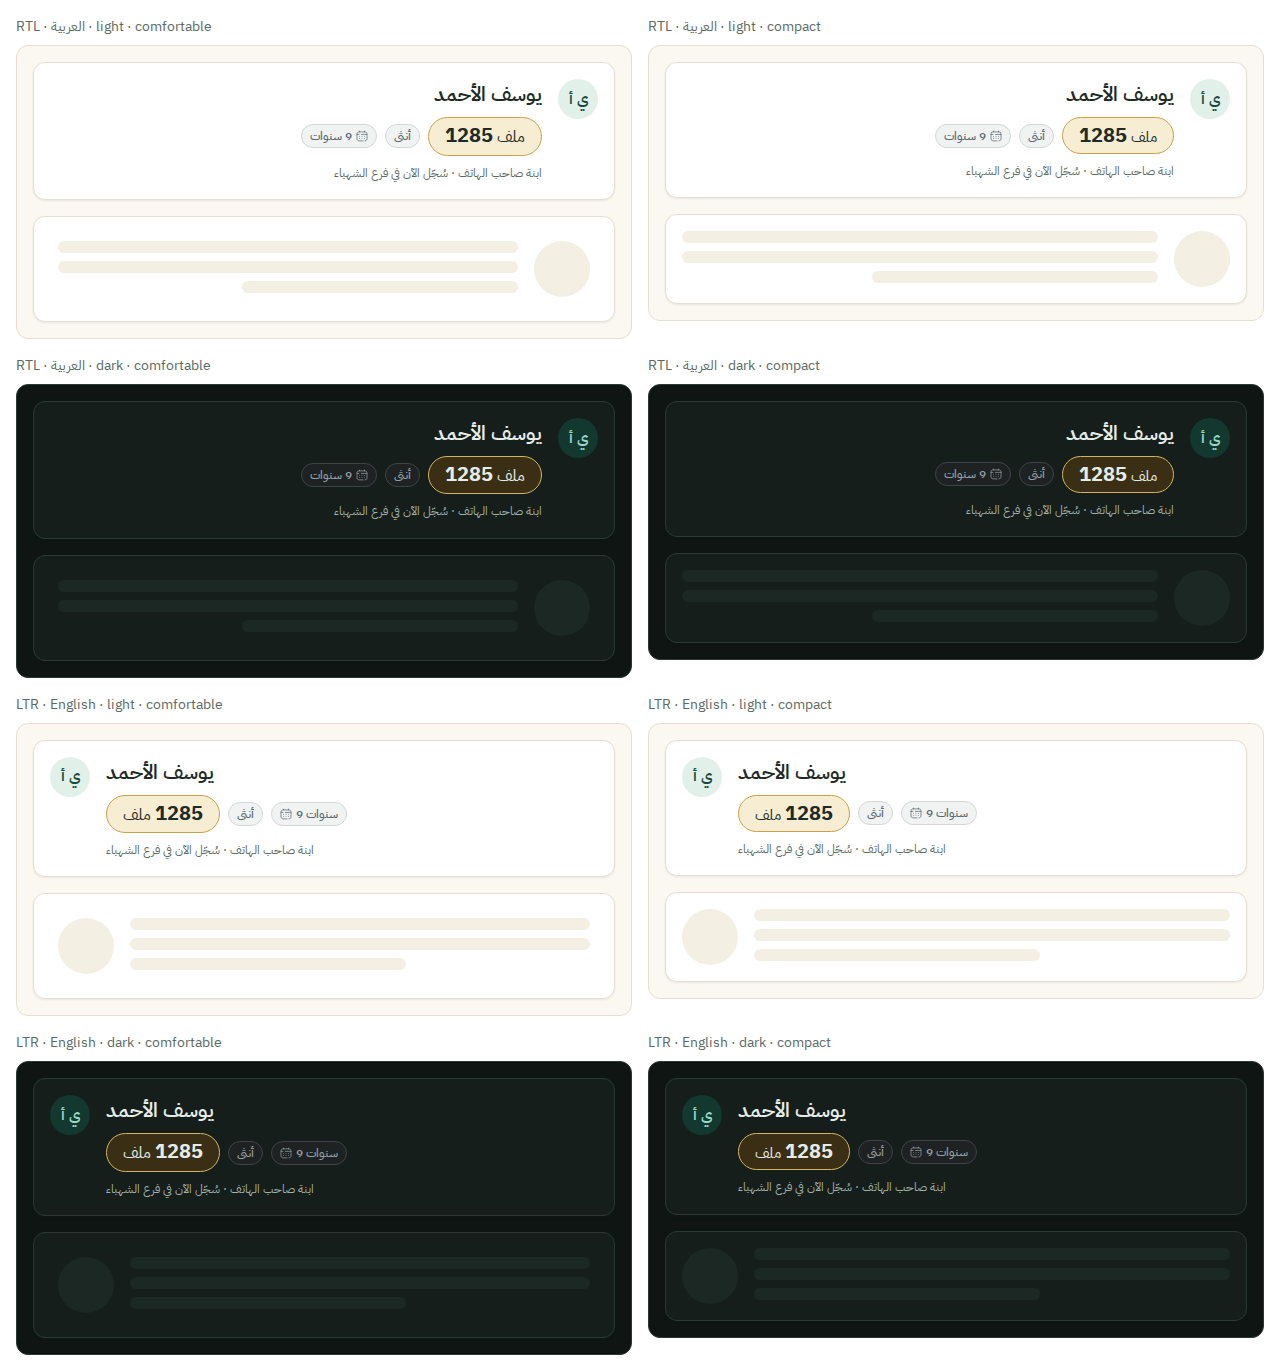 RTL · العربية · light · comfortable
يوسف الأحمد
ي أ
ملف 1285
أنثى
9 سنوات
ابنة صاحب الهاتف · سُجّل الآن في فرع الشهباء
RTL · العربية · light · compact
يوسف الأحمد
ي أ
ملف 1285
أنثى
9 سنوات
ابنة صاحب الهاتف · سُجّل الآن في فرع الشهباء
RTL · العربية · dark · comfortable
يوسف الأحمد
ي أ
ملف 1285
أنثى
9 سنوات
ابنة صاحب الهاتف · سُجّل الآن في فرع الشهباء
RTL · العربية · dark · compact
يوسف الأحمد
ي أ
ملف 1285
أنثى
9 سنوات
ابنة صاحب الهاتف · سُجّل الآن في فرع الشهباء
LTR · English · light · comfortable
ي أ
يوسف الأحمد
ملف 1285
أنثى
9 سنوات
ابنة صاحب الهاتف · سُجّل الآن في فرع الشهباء
LTR · English · light · compact
ي أ
يوسف الأحمد
ملف 1285
أنثى
9 سنوات
ابنة صاحب الهاتف · سُجّل الآن في فرع الشهباء
LTR · English · dark · comfortable
ي أ
يوسف الأحمد
ملف 1285
أنثى
9 سنوات
ابنة صاحب الهاتف · سُجّل الآن في فرع الشهباء
LTR · English · dark · compact
ي أ
يوسف الأحمد
ملف 1285
أنثى
9 سنوات
ابنة صاحب الهاتف · سُجّل الآن في فرع الشهباء